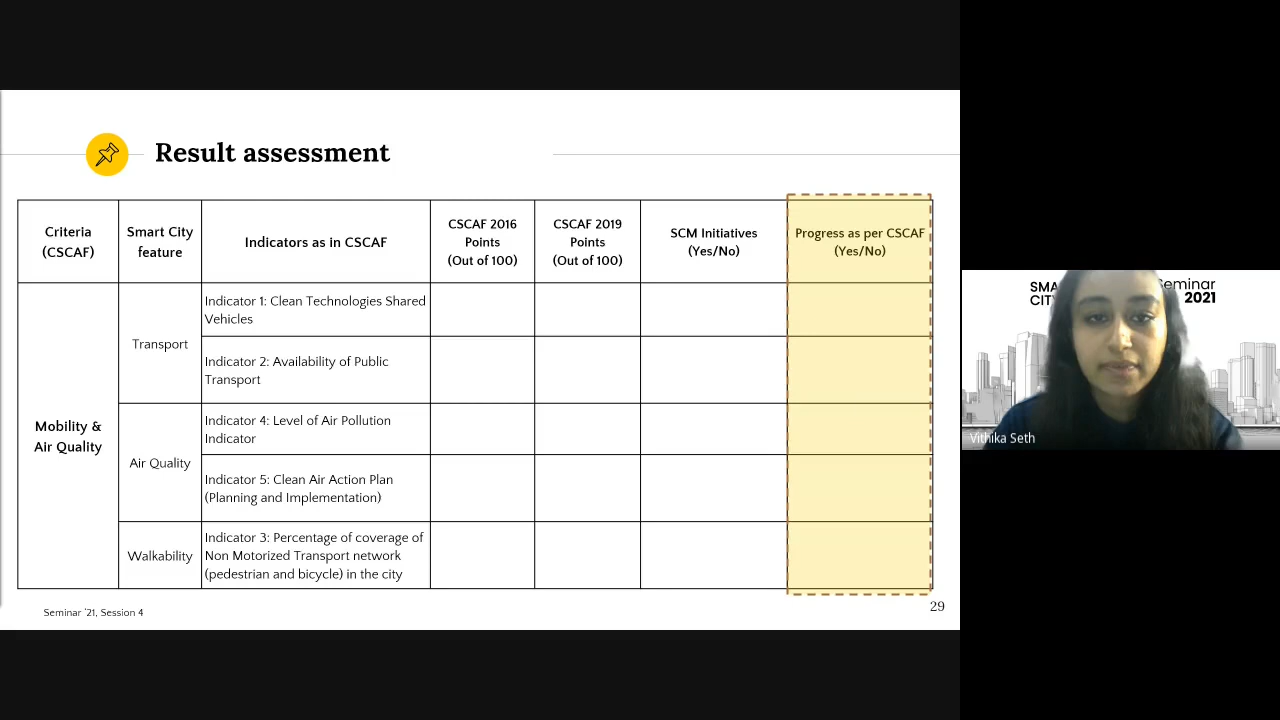 Result assessment
Criteria
(CSCAF)
Smart City
feature
Indicators as in CSCAF
CSCAF 2016
Points
(Out of 100)
CSCAF 2019
Points
(Out of 100)
SCM Initiatives
(Yes/No)
Progress as per CSCAF
(Yes/No)
Mobility &
Air Quality
Transport
Indicator 1: Clean Technologies Shared
Vehicles
Indicator 2: Availability of Public
Transport
Air Quality
Indicator 4: Level of Air Pollution
Indicator
Indicator 5: Clean Air Action Plan
(Planning and Implementation)
Walkability
Indicator 3: Percentage of coverage of
Non Motorized Transport network
(pedestrian and bicycle) in the city
Seminar '21, Session 4
29
Seminar
2021
Vithika Seth